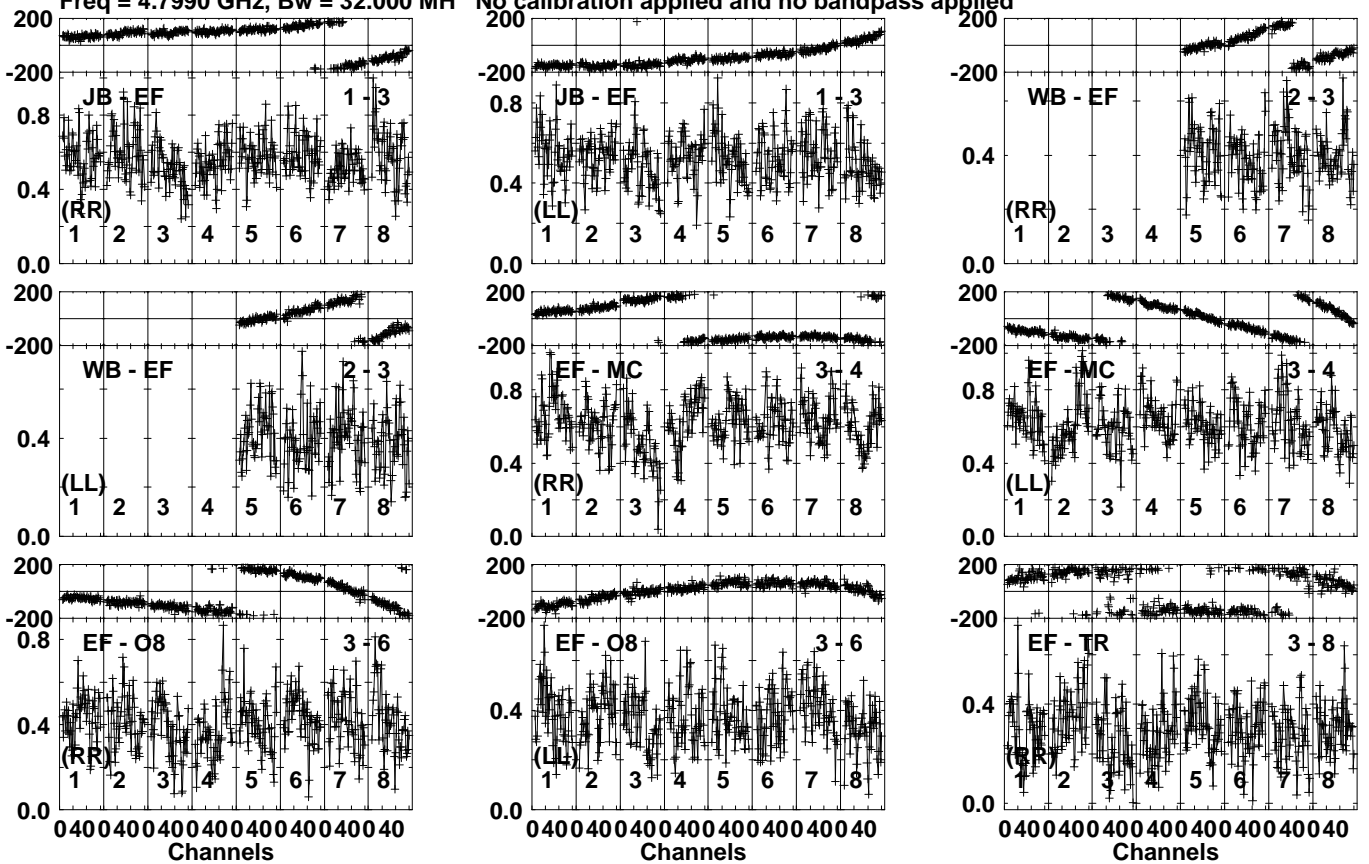 Freq = 4.7990 GHz, Bw = 32.000 MH No calibration applied and no bandpass applied
200
-200
JB - EF 1 - 3
0.8
0.4
(RR)
1 2 3 4 5 6 7 8
0.0
200
-200
JB - EF 1 - 3
0.8
0.4
(LL)
1 2 3 4 5 6 7 8
0.0
200
-200
WB - EF 2 - 3
0.4
(RR)
1 2 3 4 5 6 7 8
0.0
200
-200
WB - EF 2 - 3
0.4
(LL)
1 2 3 4 5 6 7 8
0.0
200
-200
EF - MC 3 - 4
0.8
0.4
(RR)
1 2 3 4 5 6 7 8
0.0
200
-200
EF - MC 3 - 4
0.8
0.4
(LL)
1 2 3 4 5 6 7 8
0.0
200
-200
EF - O8 3 - 6
0.8
0.4
(RR)
1 2 3 4 5 6 7 8
0.0
0 40 0 40 0 40 0 40 0 40 0 40 0 40 0 40
Channels
200
-200
EF - O8 3 - 6
0.4
(LL)
1 2 3 4 5 6 7 8
0.0
0 40 0 40 0 40 0 40 0 40 0 40 0 40 0 40
Channels
200
-200
EF - TR 3 - 8
0.4
(RR)
1 2 3 4 5 6 7 8
0.0
0 40 0 40 0 40 0 40 0 40 0 40 0 40 0 40
Channels